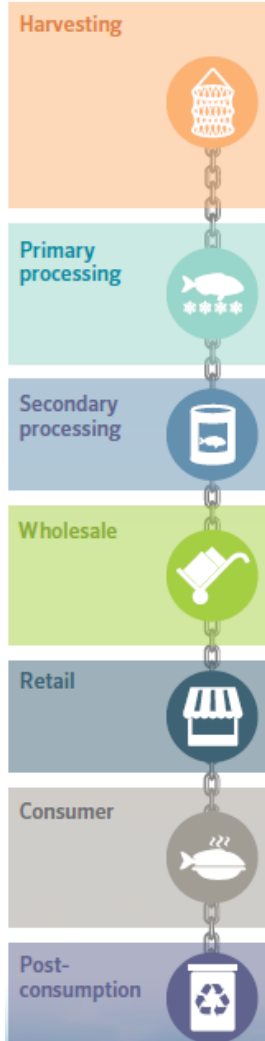 Harvesting
Primary
processing
Secondary
processing
Wholesale
Retail
Consumer
Post-
consumption